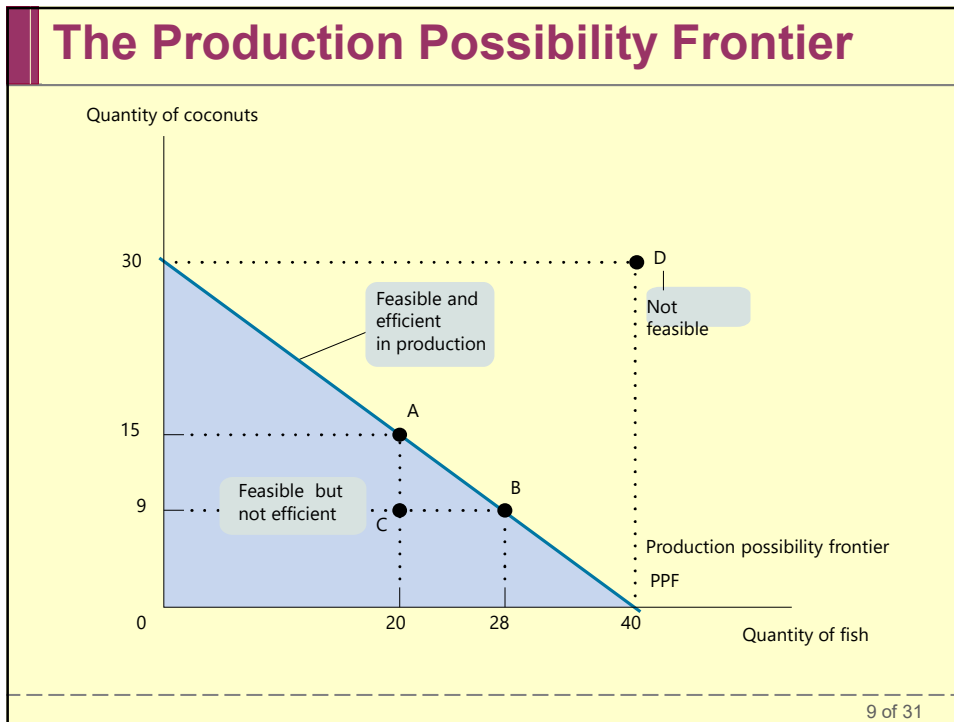 The Production Possibility Frontier
Quantity of coconuts
30
D
Feasible and
efficient
in production
Not
feasible
A
15
B
9
Feasible but
not efficient
C
Production possibility frontier
PPF
0
20
28
40
Quantity of fish
9 of 31